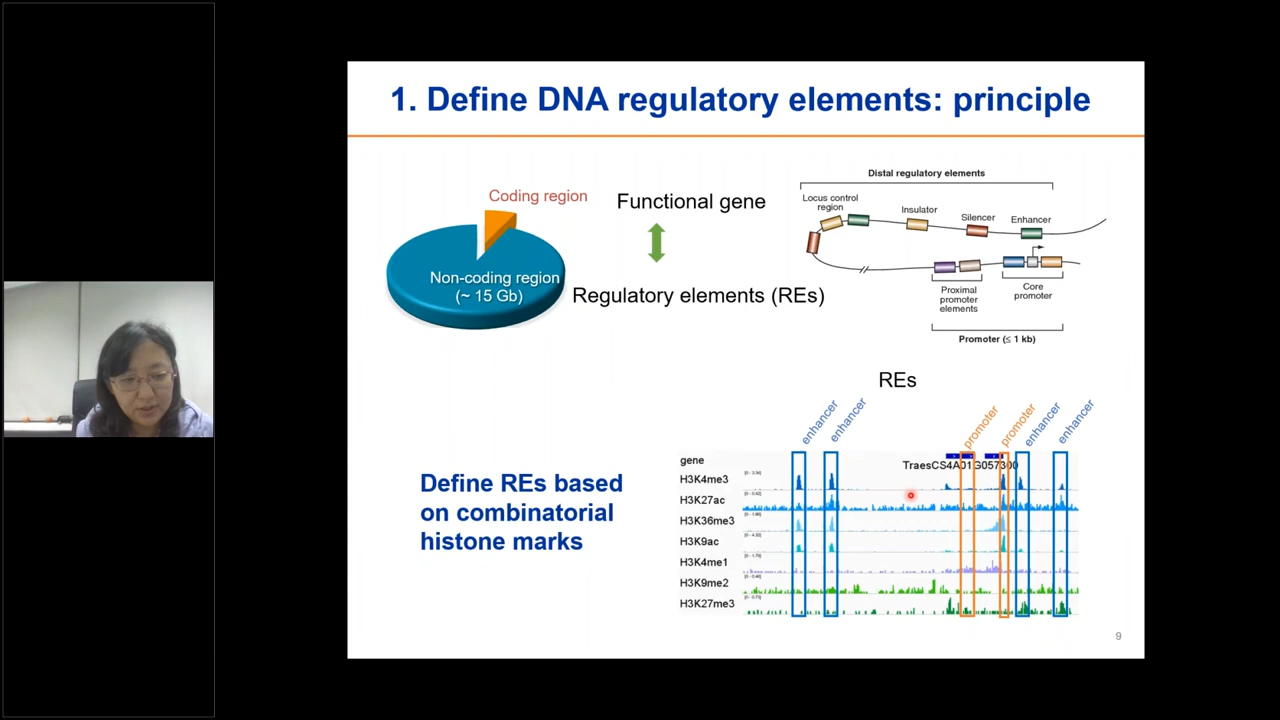 1. Define DNA regulatory elements: principle
Coding region
Non-coding region
(~ 15 Gb)
Functional gene
Regulatory elements (REs)
Distal regulatory elements
Locus control
region
Insulator
Silencer
Enhancer
Proximal
promoter
elements
Core
promoter
Promoter (≤ 1 kb)
REs
enhancer
enhancer
promoter
promoter
enhancer
enhancer
Define REs based
on combinatorial
histone marks
gene
TraesCS4A01G057300
H3K4me3
H3K27ac
H3K36me3
H3K9ac
H3K4me1
H3K9me2
H3K27me3
9